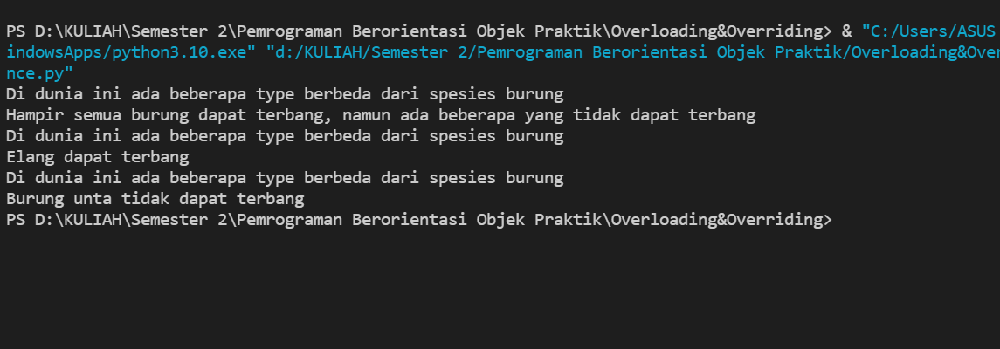 PS D:\KULIAH\Semester 2\Pemrograman Berorientasi Objek Praktik\Overloading&Overriding> & "C:/Users/ASUS
indowsApps/python3.10.exe" "d:/KULIAH/Semester 2/Pemrograman Berorientasi Objek Praktik/Overloading&Over
nce.py"
Di dunia ini ada beberapa type berbeda dari spesies burung
Hampir semua burung dapat terbang, namun ada beberapa yang tidak dapat terbang
Di dunia ini ada beberapa type berbeda dari spesies burung
Elang dapat terbang
Di dunia ini ada beberapa type berbeda dari spesies burung
Burung unta tidak dapat terbang
PS D:\KULIAH\Semester 2\Pemrograman Berorientasi Objek Praktik\Overloading&Overriding>